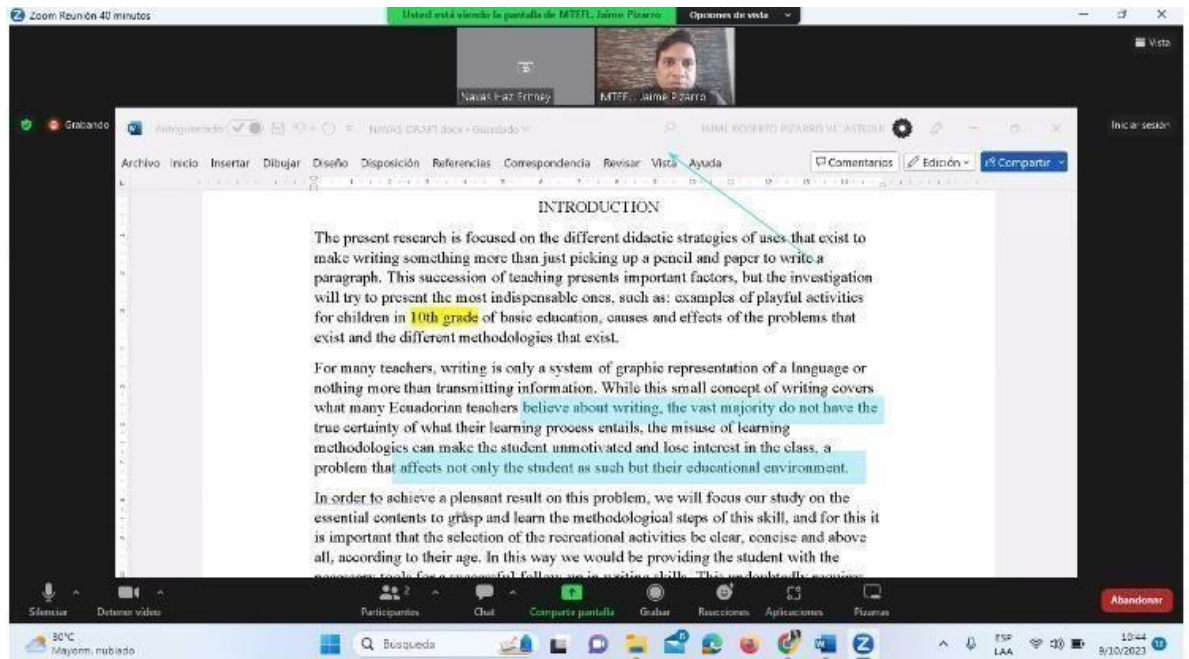 Zoom Reunión 40 minutos
Usted está viendo la pantalla de MTEFL. Jaime Pizarro
Opciones de vista
Vista
Navas Haz
MTEFL. Jaime Pizarro
Grabando
Iniciar sesión
Autoguardado
NAVAS DRAFT.docx • Guardado
JAIME ROBERTO PIZARRO
Archivo Inicio Insertar Dibujar Diseño Disposición Referencias Correspondencia Revisar Vista Ayuda
Comentarios
Edición
Compartir
INTRODUCTION
The present research is focused on the different didactic strategies of uses that exist to
make writing something more than just picking up a pencil and paper to write a
paragraph. This succession of teaching presents important factors, but the investigation
will try to present the most indispensable ones, such as: examples of playful activities
for children in 10th grade of basic education, causes and effects of the problems that
exist and the different methodologies that exist.
For many teachers, writing is only a system of graphic representation of a language or
nothing more than transmitting information. While this small concept of writing covers
what many Ecuadorian teachers believe about writing, the vast majority do not have the
true certainty of what their learning process entails, the misuse of learning
methodologies can make the student unmotivated and lose interest in the class, a
problem that affects not only the student as such but their educational environment.
In order to achieve a pleasant result on this problem, we will focus our study on the
essential contents to grasp and learn the methodological steps of this skill, and for this it
is important that the selection of the recreational activities be clear, concise and above
all, according to their age. In this way we would be providing the student with the
Silenciar
Detener video
Participantes
2
Chat
Compartir pantalla
Grabar
Reacciones
Aplicaciones
Pizarras
Abandonar
30°C
Mayorm. nublado
Búsqueda
ESP
LAA
10:44
9/10/2023